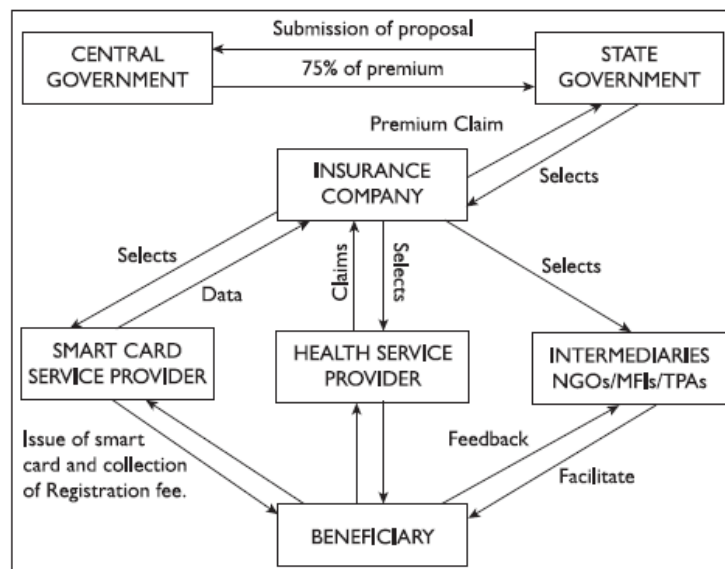 Submission of proposal
CENTRAL
GOVERNMENT
STATE
GOVERNMENT
75% of premium
Premium Claim
INSURANCE
COMPANY
Selects
Selects
Data
Claims
Selects
Selects
SMART CARD
SERVICE PROVIDER
HEALTH SERVICE
PROVIDER
INTERMEDIARIES
NGOs/MFIs/TPAs
Issue of smart
card and collection
of Registration fee.
Feedback
Facilitate
BENEFICIARY